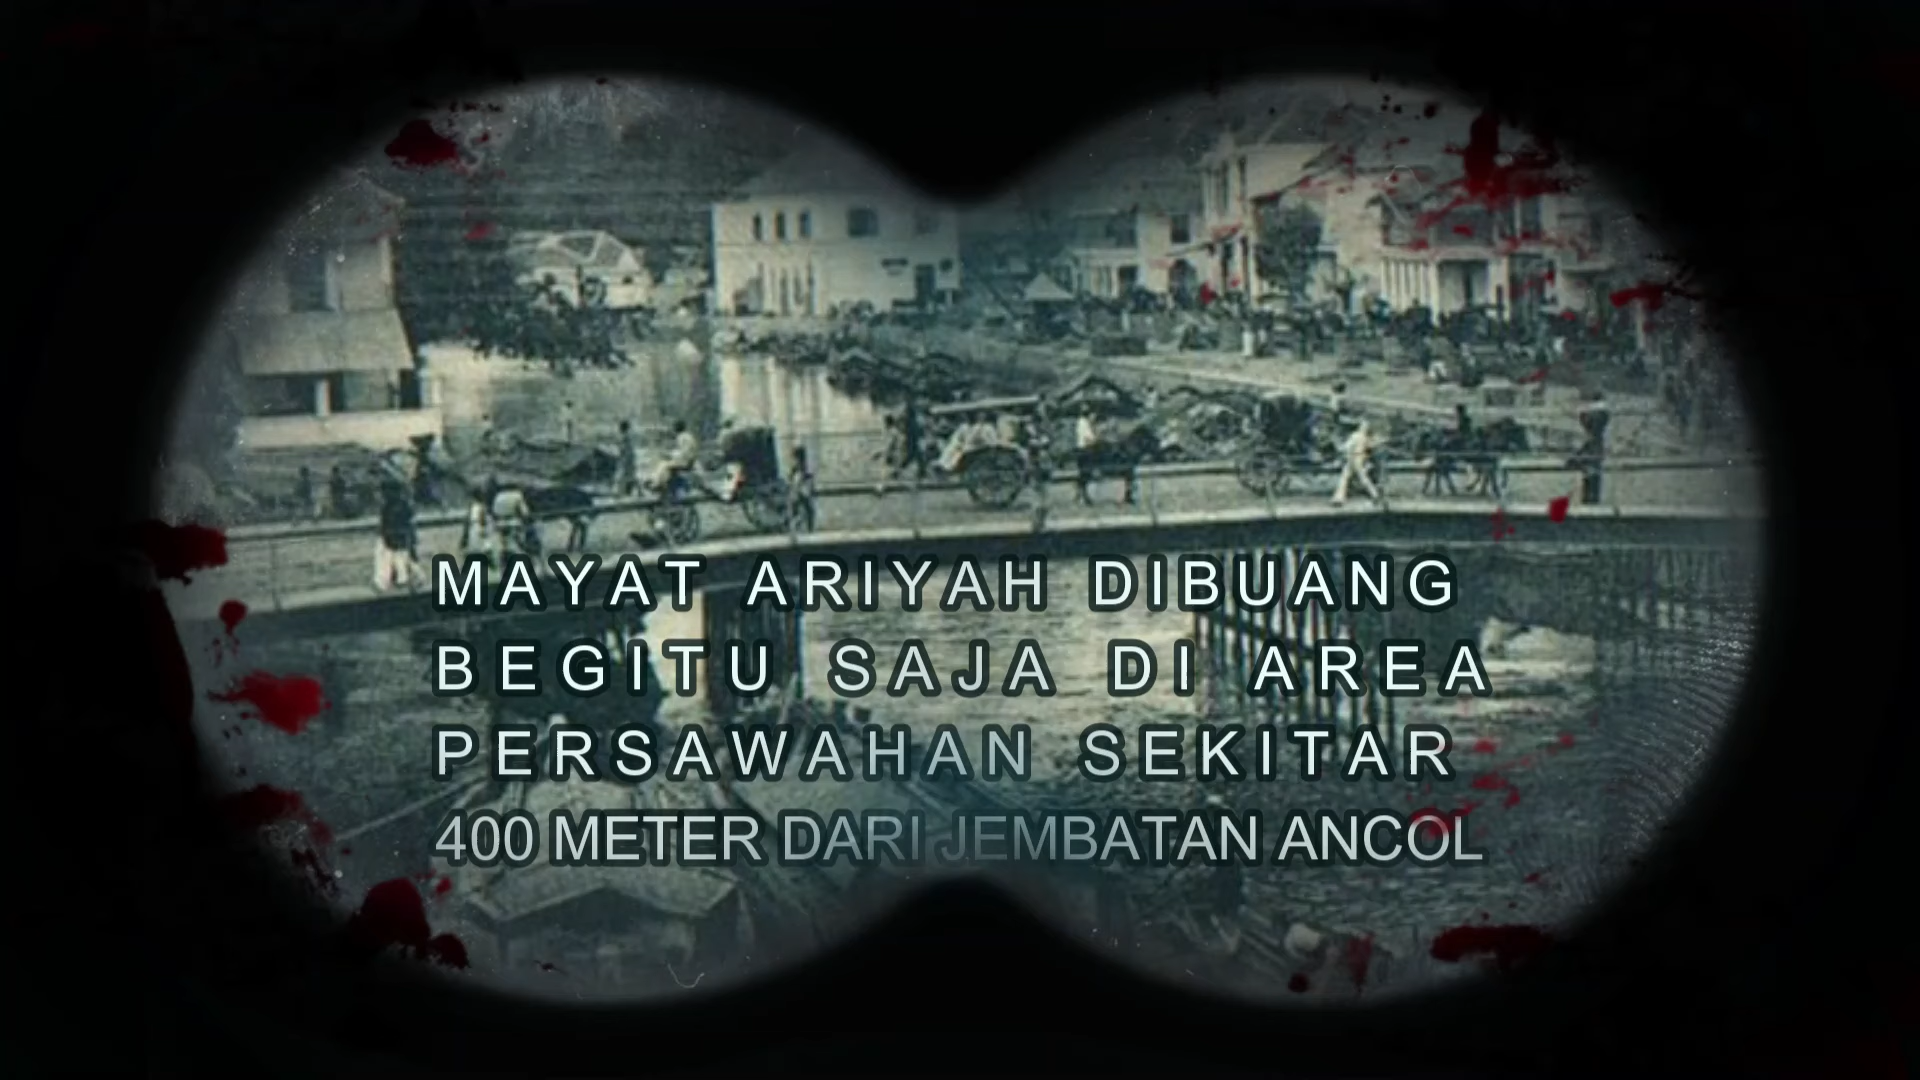 MAYAT ARIYAH DIBUANG
BEGITU SAJA DI AREA
PERSAWAHAN SEKITAR
400 METER DARI JEMBATAN ANCOL